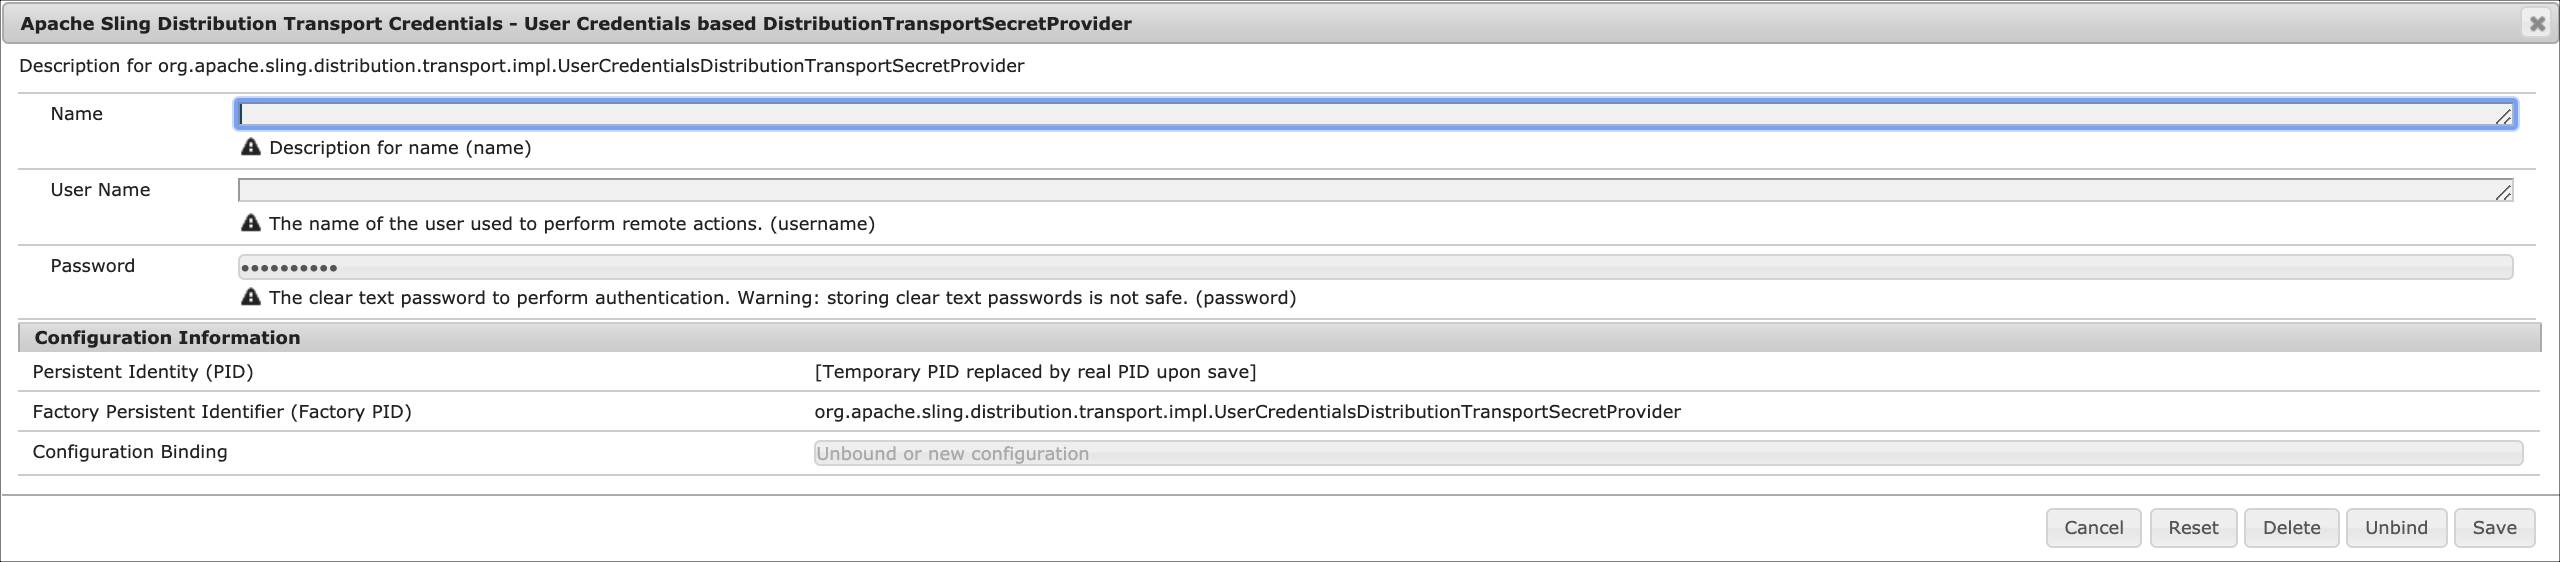 Apache Sling Distribution Transport Credentials - User Credentials based DistributionTransportSecretProvider
Description for org.apache.sling.distribution.transport.impl.UserCredentialsDistributionTransportSecretProvider
Name
Description for name (name)
User Name
The name of the user used to perform remote actions. (username)
Password ••••••••••
The clear text password to perform authentication. Warning: storing clear text passwords is not safe. (password)
Configuration Information
Persistent Identity (PID) [Temporary PID replaced by real PID upon save]
Factory Persistent Identifier (Factory PID) org.apache.sling.distribution.transport.impl.UserCredentialsDistributionTransportSecretProvider
Configuration Binding Unbound or new configuration
Cancel Reset Delete Unbind Save